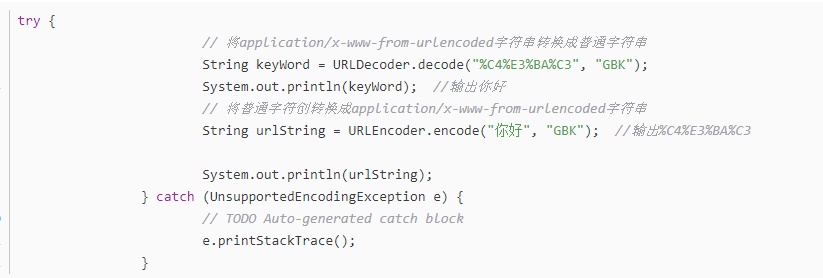 try {
// 将application/x-www-from-urlencoded字符串转换成普通字符串
String keyWord = URLDecoder.decode("%C4%E3%BA%C3", "GBK");
System.out.println(keyWord);  //输出你好
// 将普通字符创转换成application/x-www-from-urlencoded字符串
String urlString = URLEncoder.encode("你好", "GBK");  //输出%C4%E3%BA%C3
System.out.println(urlString);
} catch (UnsupportedEncodingException e) {
// TODO Auto-generated catch block
e.printStackTrace();
}